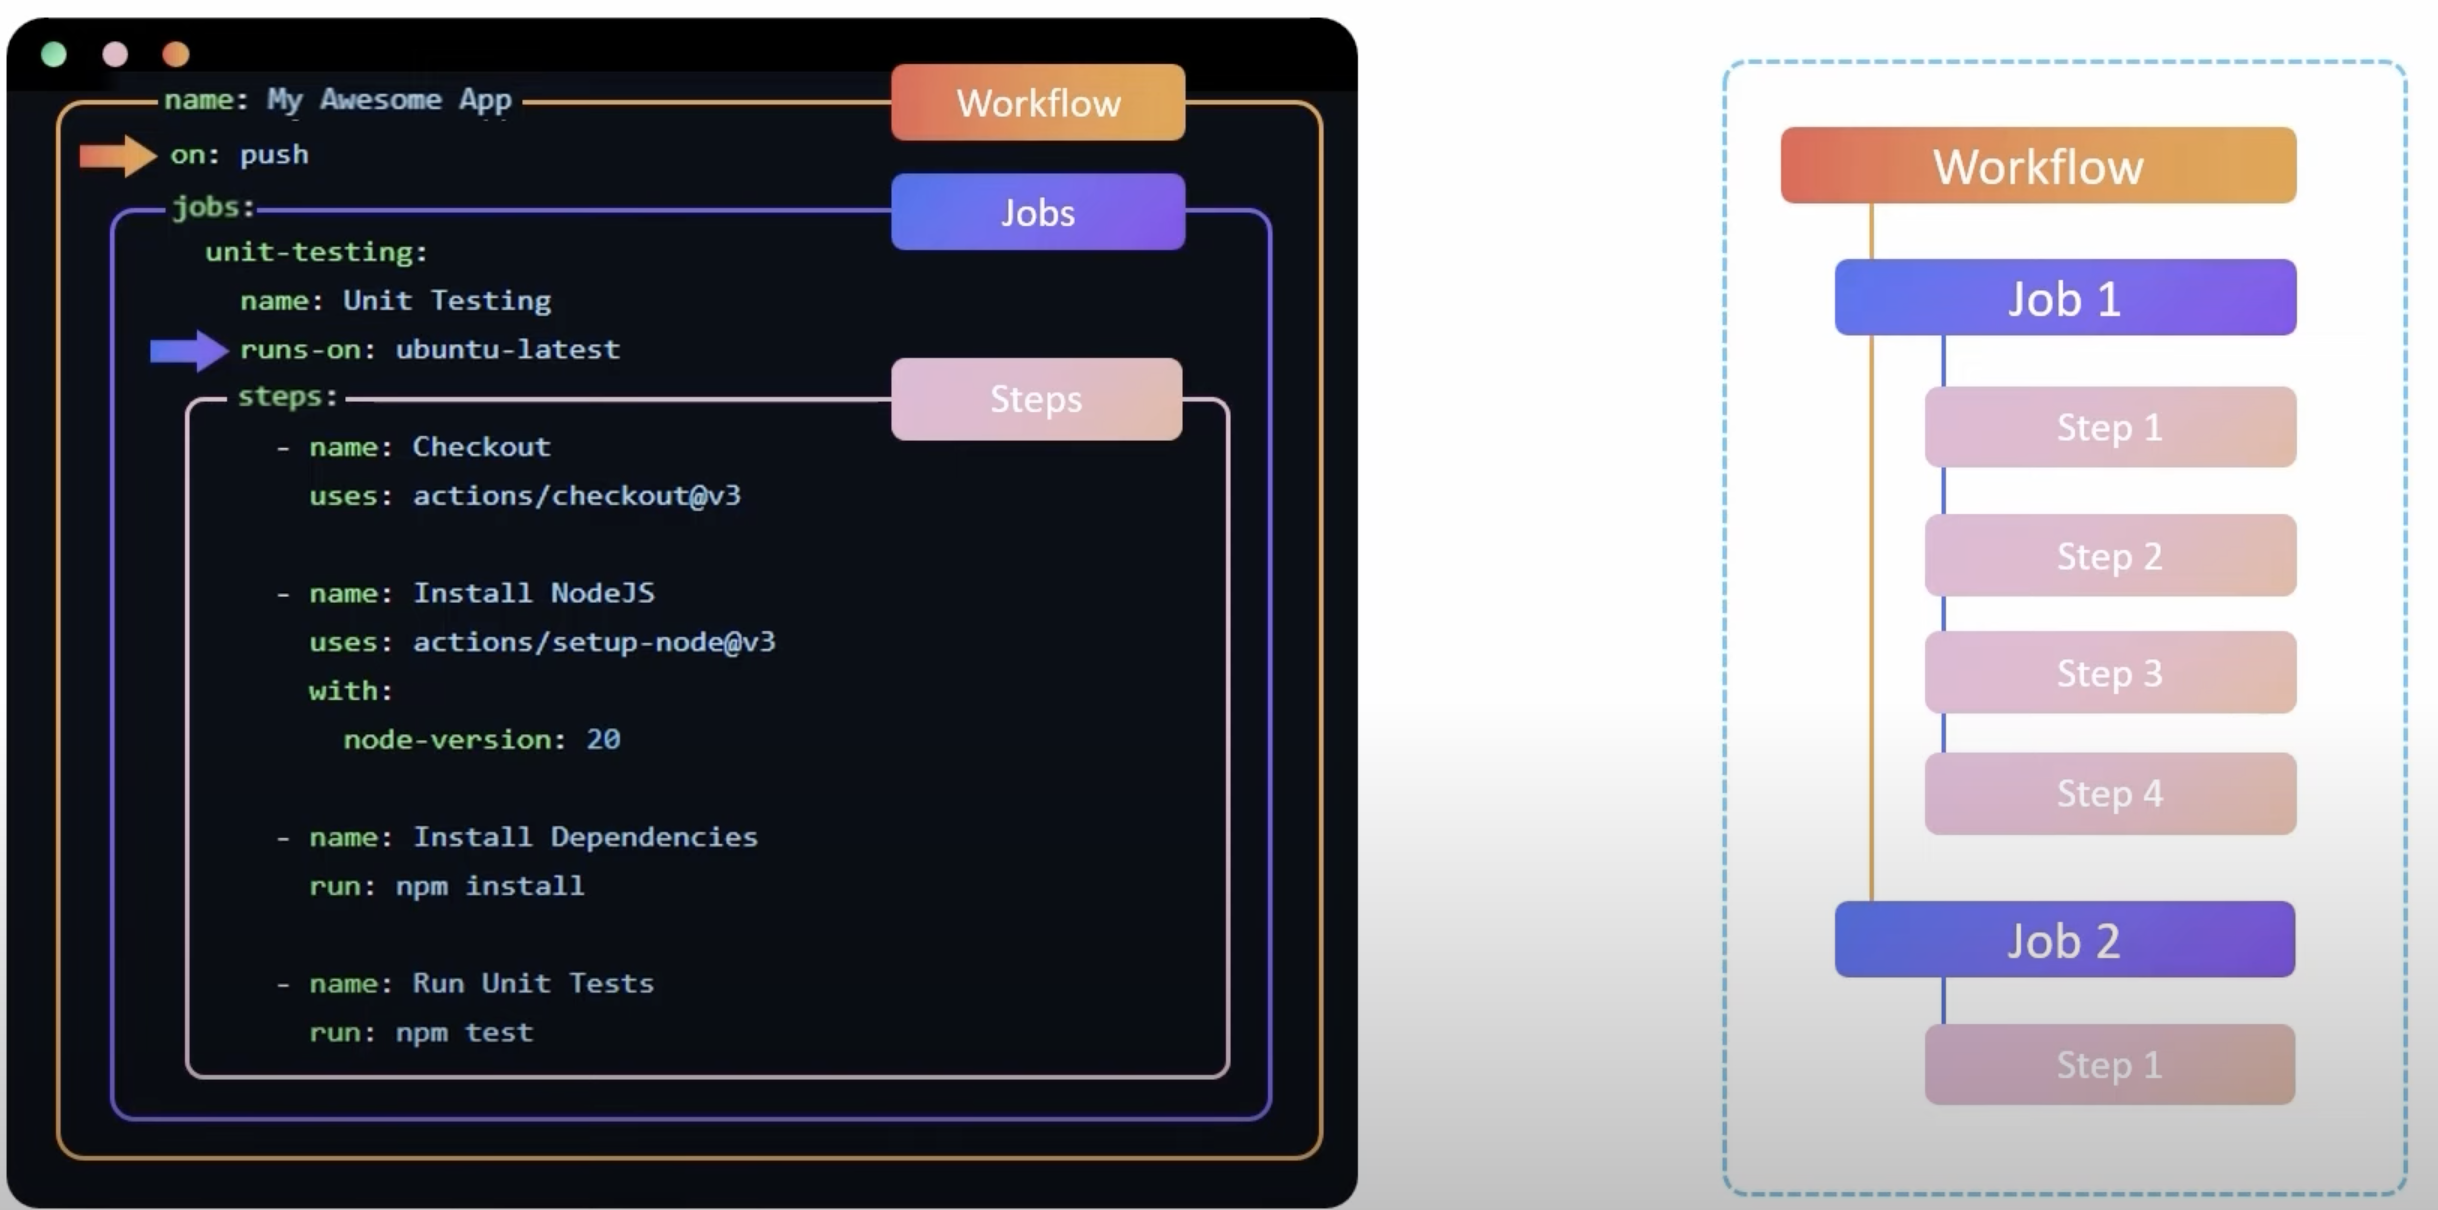 name: My Awesome App
Workflow
on: push
jobs:
Jobs
unit-testing:
name: Unit Testing
runs-on: ubuntu-latest
steps:
Steps
- name: Checkout
uses: actions/checkout@v3
- name: Install NodeJS
uses: actions/setup-node@v3
with:
node-version: 20
- name: Install Dependencies
run: npm install
- name: Run Unit Tests
run: npm test
Workflow
Job 1
Step 1
Step 2
Step 3
Step 4
Job 2
Step 1